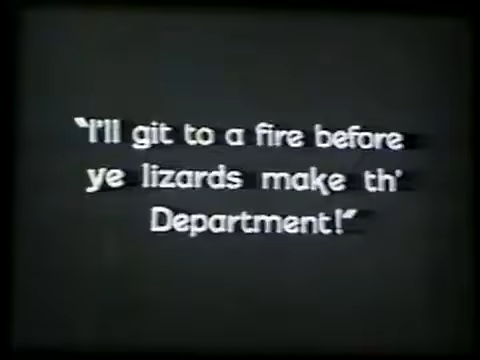 "I'll git to a fire before
ye lizards make th'
Department!"